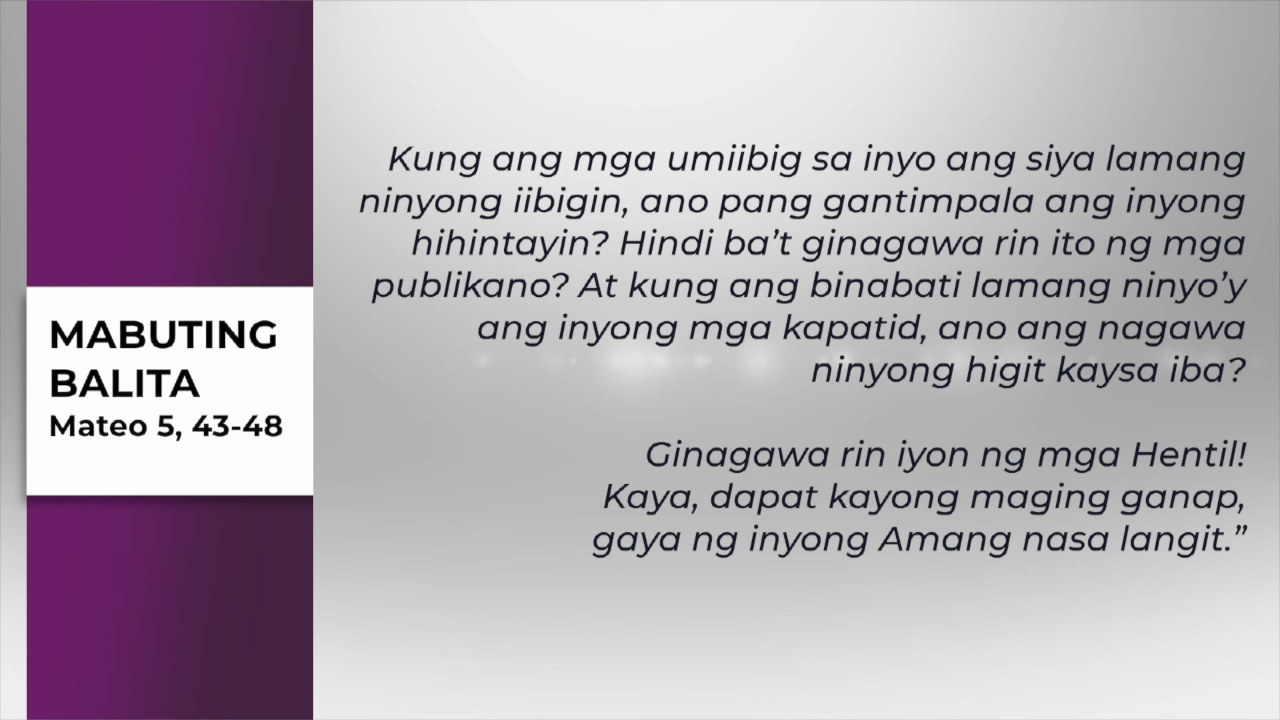 MABUTING
BALITA
Mateo 5, 43-48
Kung ang mga umiibig sa inyo ang siya lamang
ninyong iibigin, ano pang gantimpala ang inyong
hihintayin? Hindi ba’t ginagawa rin ito ng mga
publikano? At kung ang binabati lamang ninyo’y
ang inyong mga kapatid, ano ang nagawa
ninyong higit kaysa iba?
Ginagawa rin iyon ng mga Hentil!
Kaya, dapat kayong maging ganap,
gaya ng inyong Amang nasa langit.”